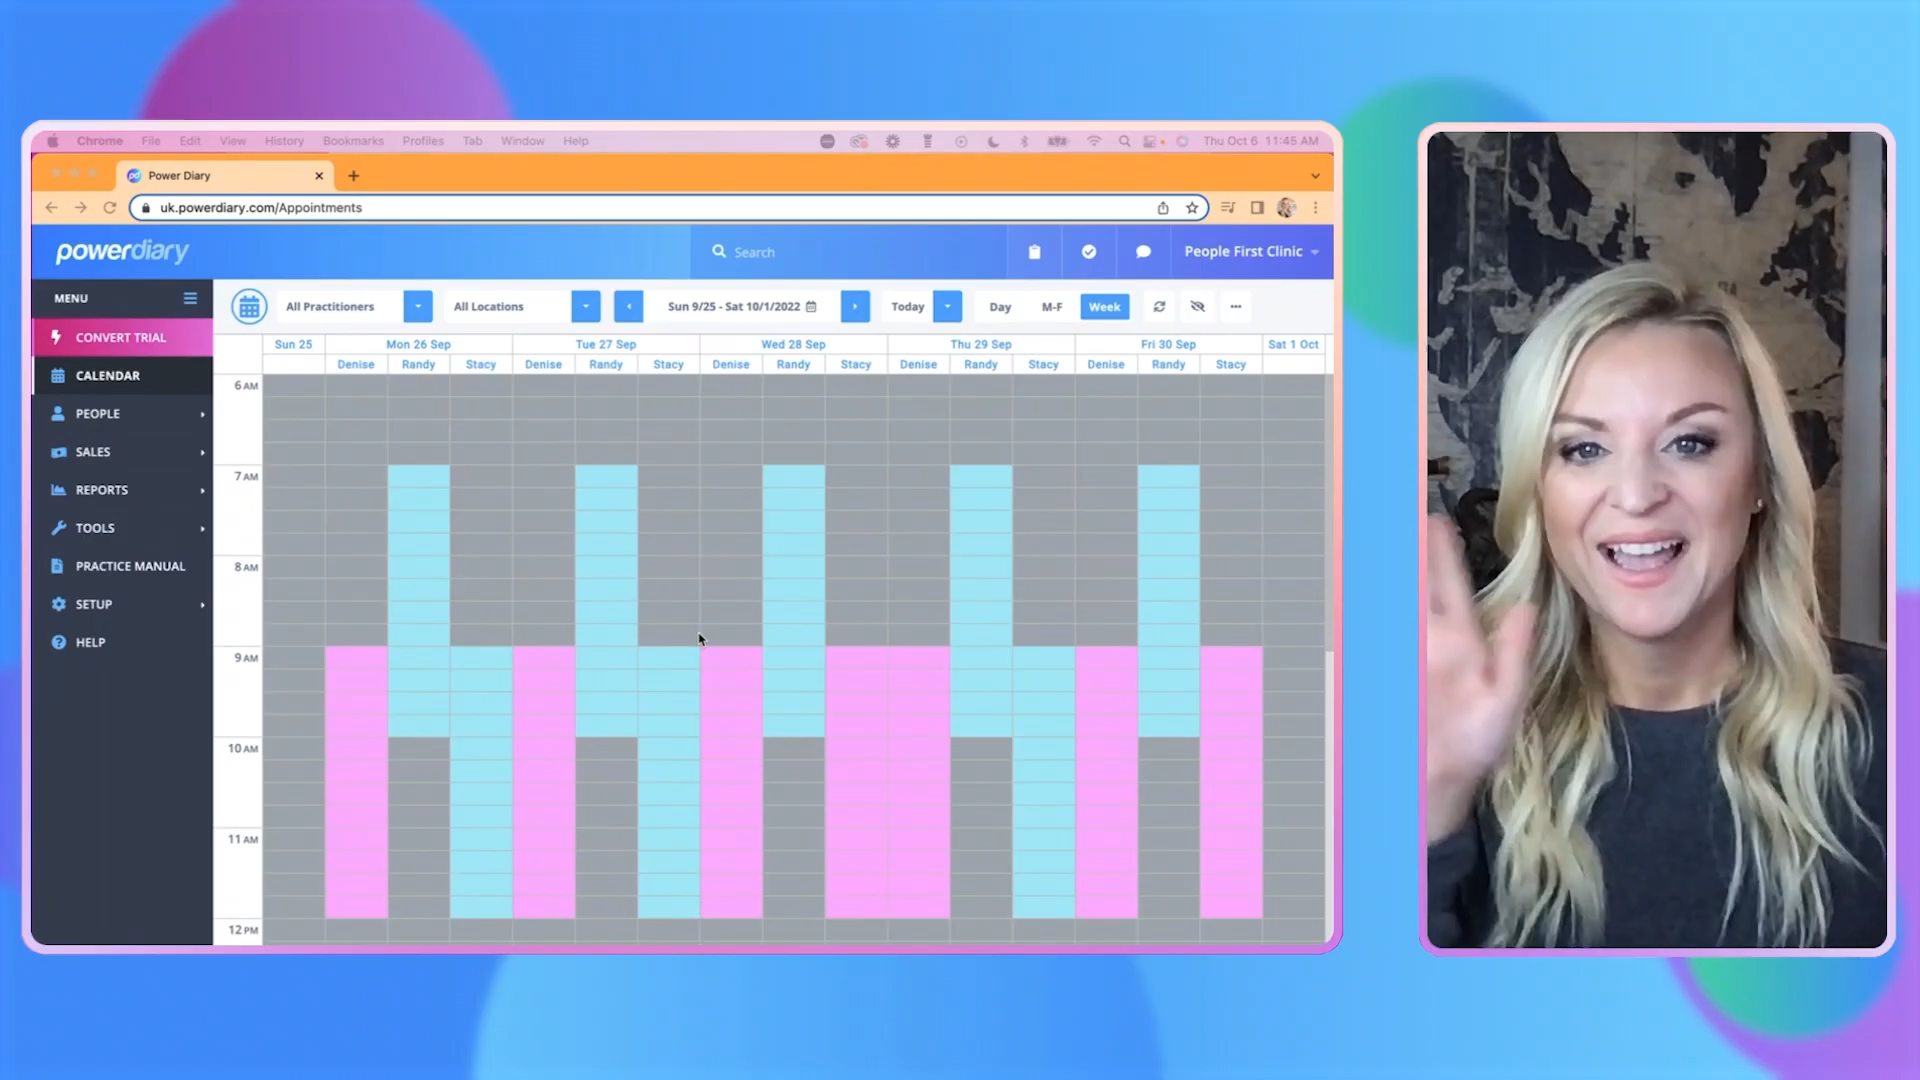 Chrome File Edit View History Bookmarks Profiles Tab Window Help Thu Oct 6 11:45 AM
Power Diary
uk.powerdiary.com/Appointments
powerdiary Search People First Clinic
MENU
CONVERT TRIAL
CALENDAR
PEOPLE
SALES
REPORTS
TOOLS
PRACTICE MANUAL
SETUP
HELP
All Practitioners All Locations Sun 9/25 - Sat 10/1/2022 Today Day M-F Week
Sun 25 Mon 26 Sep Tue 27 Sep Wed 28 Sep Thu 29 Sep Fri 30 Sep Sat 1 Oct
Denise Randy Stacy Denise Randy Stacy Denise Randy Stacy Denise Randy Stacy Denise Randy Stacy
6 AM
7 AM
8 AM
9 AM
10 AM
11 AM
12 PM